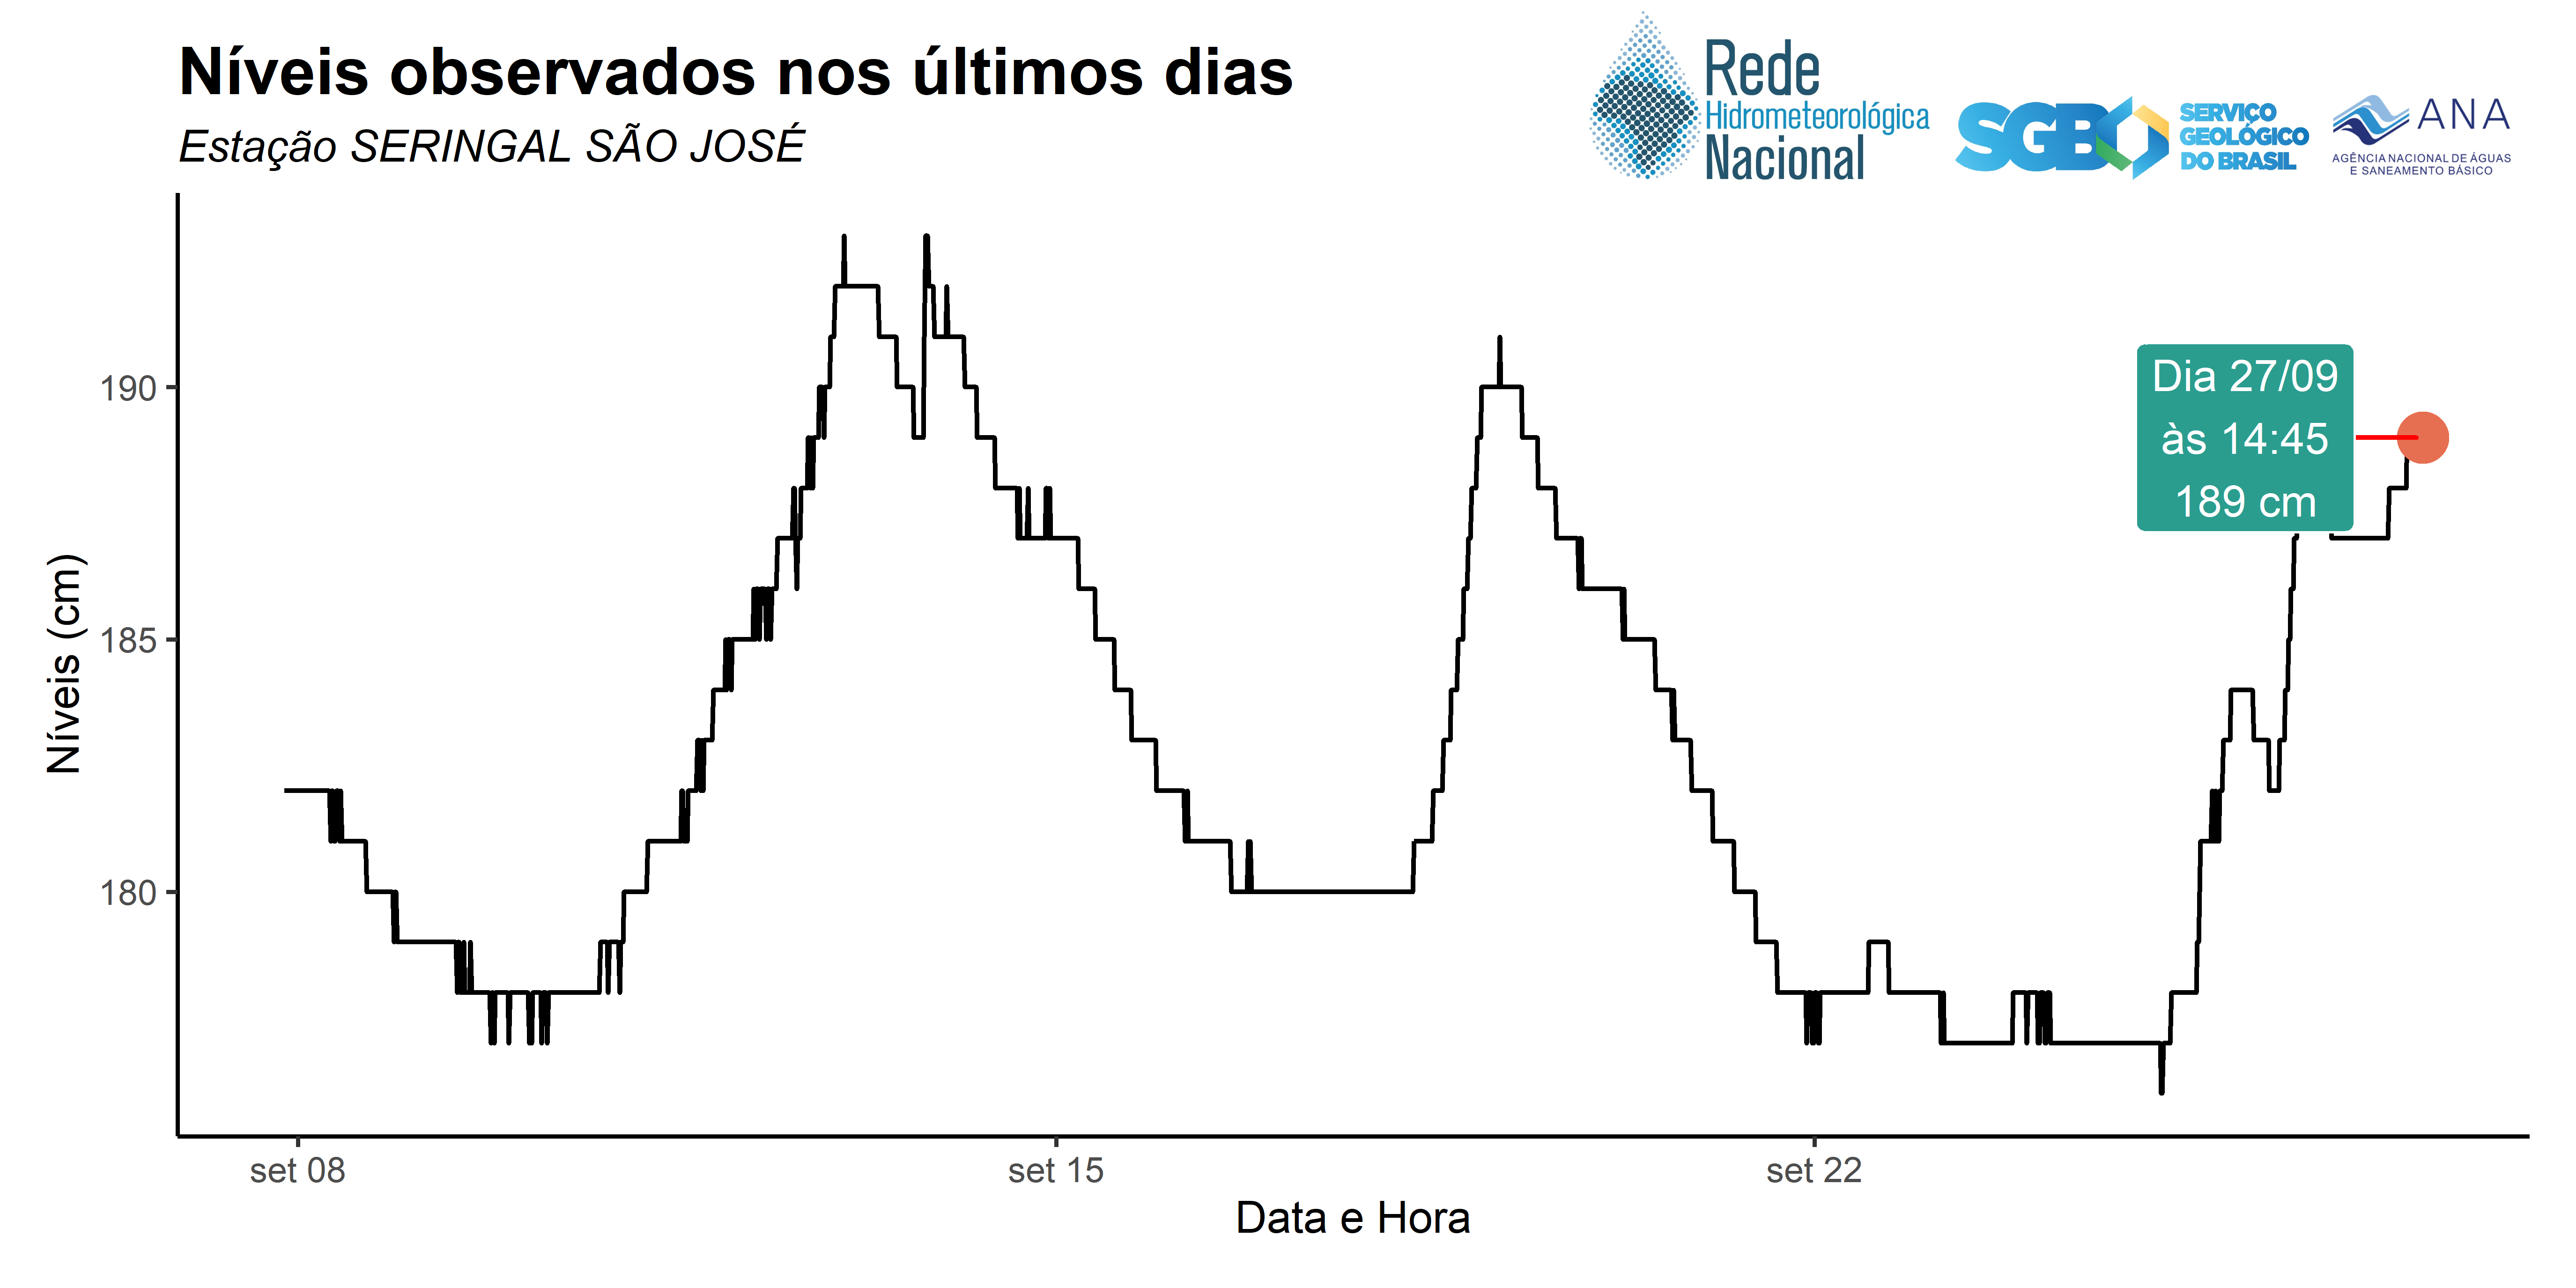 Níveis observados nos últimos dias
Estação SERINGAL SÃO JOSÉ
Rede
Hidrometeorológica
Nacional
SGB
SERVIÇO
GEOLÓGICO
DO BRASIL
ANA
AGÊNCIA NACIONAL DE ÁGUAS
E SANEAMENTO BÁSICO
Níveis (cm)
190
185
180
Dia 27/09
às 14:45
189 cm
set 08
set 15
set 22
Data e Hora